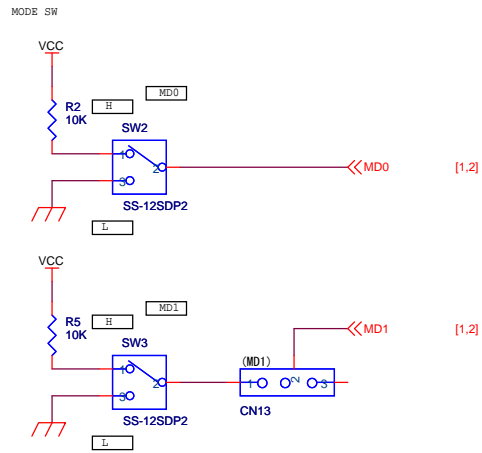 MODE SW
VCC
MD0
R2 H
10K
SW2
1
2 MD0 [1,2]
3
SS-12SDP2
L
VCC
MD1
R5 H
10K MD1 [1,2]
SW3
(MD1)
1
2 1 2 3
3
CN13
SS-12SDP2
L